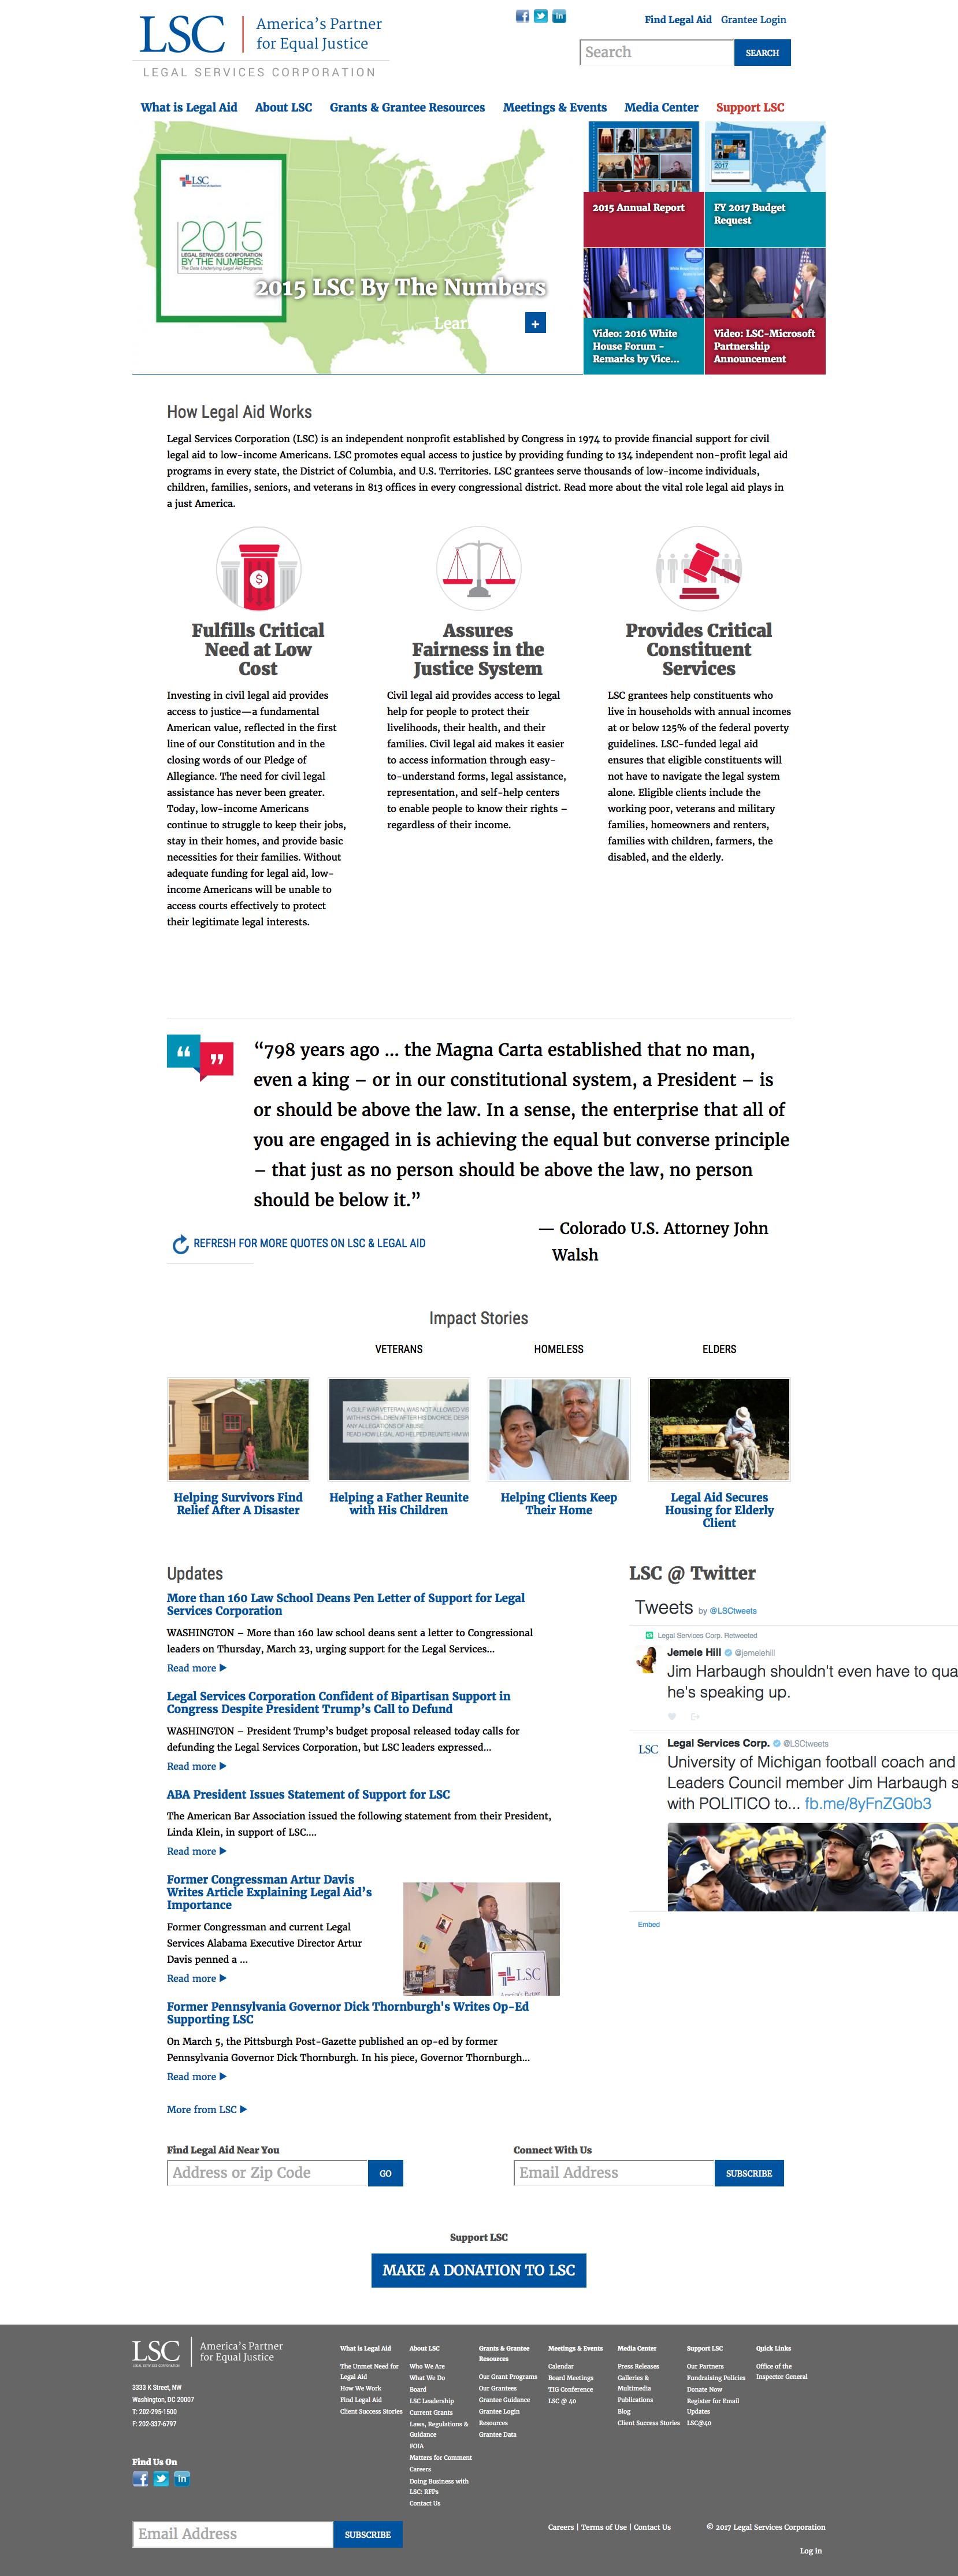 LSC
America's Partner
for Equal Justice
LEGAL SERVICES CORPORATION
Find Legal Aid Grantee Login
Search
SEARCH
What is Legal Aid About LSC Grants & Grantee Resources Meetings & Events Media Center Support LSC
LSC
2015
LEGAL SERVICES CORPORATION
BY THE NUMBERS:
The Data Underlying Legal Aid Programs
2015 LSC By The Numbers
Lear
+
2015 Annual Report
2017
FY 2017 Budget
Request
Video: 2016 White
House Forum -
Remarks by Vice...
Video: LSC-Microsoft
Partnership
Announcement
How Legal Aid Works
Legal Services Corporation (LSC) is an independent nonprofit established by Congress in 1974 to provide financial support for civil
legal aid to low-income Americans. LSC promotes equal access to justice by providing funding to 134 independent non-profit legal aid
programs in every state, the District of Columbia, and U.S. Territories. LSC grantees serve thousands of low-income individuals,
children, families, seniors, and veterans in 813 offices in every congressional district. Read more about the vital role legal aid plays in
a just America.
$
Fulfills Critical
Need at Low
Cost
Investing in civil legal aid provides
access to justice—a fundamental
American value, reflected in the first
line of our Constitution and in the
closing words of our Pledge of
Allegiance. The need for civil legal
assistance has never been greater.
Today, low-income Americans
continue to struggle to keep their jobs,
stay in their homes, and provide basic
necessities for their families. Without
adequate funding for legal aid, low-
income Americans will be unable to
access courts effectively to protect
their legitimate legal interests.
Assures
Fairness in the
Justice System
Civil legal aid provides access to legal
help for people to protect their
livelihoods, their health, and their
families. Civil legal aid makes it easier
to access information through easy-
to-understand forms, legal assistance,
representation, and self-help centers
to enable people to know their rights –
regardless of their income.
Provides Critical
Constituent
Services
LSC grantees help constituents who
live in households with annual incomes
at or below 125% of the federal poverty
guidelines. LSC-funded legal aid
ensures that eligible constituents will
not have to navigate the legal system
alone. Eligible clients include the
working poor, veterans and military
families, homeowners and renters,
families with children, farmers, the
disabled, and the elderly.
“798 years ago ... the Magna Carta established that no man,
even a king – or in our constitutional system, a President – is
or should be above the law. In a sense, the enterprise that all of
you are engaged in is achieving the equal but converse principle
– that just as no person should be above the law, no person
should be below it.”
— Colorado U.S. Attorney John
Walsh
REFRESH FOR MORE QUOTES ON LSC & LEGAL AID
Impact Stories
VETERANS
HOMELESS
ELDERS
A GULF WAR VETERAN, WAS NOT ALLOWED VIS
WITH HIS CHILDREN AFTER HIS DIVORCE, DESPI
ANY ALLEGATIONS OF ABUSE.
READ HOW LEGAL AID HELPED REUNITE HIM W
Helping Survivors Find
Relief After A Disaster
Helping a Father Reunite
with His Children
Helping Clients Keep
Their Home
Legal Aid Secures
Housing for Elderly
Client
Updates
More than 160 Law School Deans Pen Letter of Support for Legal
Services Corporation
WASHINGTON – More than 160 law school deans sent a letter to Congressional
leaders on Thursday, March 23, urging support for the Legal Services...
Read more
Legal Services Corporation Confident of Bipartisan Support in
Congress Despite President Trump's Call to Defund
WASHINGTON – President Trump's budget proposal released today calls for
defunding the Legal Services Corporation, but LSC leaders expressed...
Read more
ABA President Issues Statement of Support for LSC
The American Bar Association issued the following statement from their President,
Linda Klein, in support of LSC....
Read more
Former Congressman Artur Davis
Writes Article Explaining Legal Aid's
Importance
Former Congressman and current Legal
Services Alabama Executive Director Artur
Davis penned a ...
Read more
LSC
America's Partner
Former Pennsylvania Governor Dick Thornburgh's Writes Op-Ed
Supporting LSC
On March 5, the Pittsburgh Post-Gazette published an op-ed by former
Pennsylvania Governor Dick Thornburgh. In his piece, Governor Thornburgh...
Read more
More from LSC
LSC @ Twitter
Tweets by @LSCtweets
Legal Services Corp. Retweeted
Jemele Hill @jemelehill
Jim Harbaugh shouldn't even have to qua
he's speaking up.
LSC
Legal Services Corp. @LSCtweets
University of Michigan football coach and
Leaders Council member Jim Harbaugh s
with POLITICO to... fb.me/8yFnZG0b3
Embed
Find Legal Aid Near You
Address or Zip Code
GO
Connect With Us
Email Address
SUBSCRIBE
Support LSC
MAKE A DONATION TO LSC
LSC
America's Partner
for Equal Justice
LEGAL SERVICES CORPORATION
3333 K Street, NW
Washington, DC 20007
T: 202-295-1500
F: 202-337-6797
Find Us On
What is Legal Aid
The Unmet Need for
Legal Aid
How We Work
Find Legal Aid
Client Success Stories
About LSC
Who We Are
What We Do
Board
LSC Leadership
Current Grants
Laws, Regulations &
Guidance
FOIA
Matters for Comment
Careers
Doing Business with
LSC: RFPs
Contact Us
Grants & Grantee
Resources
Our Grant Programs
Our Grantees
Grantee Guidance
Grantee Login
Resources
Grantee Data
Meetings & Events
Calendar
Board Meetings
TIG Conference
LSC @ 40
Media Center
Press Releases
Galleries &
Multimedia
Publications
Blog
Client Success Stories
Support LSC
Our Partners
Fundraising Policies
Donate Now
Register for Email
Updates
LSC@40
Quick Links
Office of the
Inspector General
Email Address
SUBSCRIBE
Careers | Terms of Use | Contact Us
© 2017 Legal Services Corporation
Log in